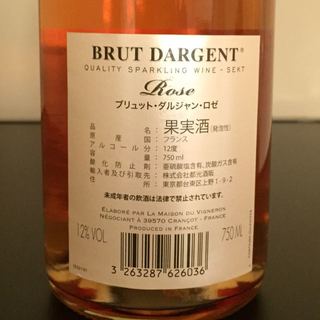 BRUT DARGENT®
QUALITY SPARKLING WINE - SEKT
Rose
ブリュット・ダルジャン・ロゼ
品名：果実酒(発泡性)
原産国：フランス
アルコール分：12度
容量：750 ml
酸化防止剤：亜硫酸塩含有、炭酸ガス含有
輸入者及び引取先：株式会社都光酒販
住所：東京都台東区上野1-9-2
未成年者の飲酒は法律で禁止されています。
ÉLABORÉ PAR LA MAISON DU VIGNERON
NÉGOCIANT À 39570 CRANÇOT - FRANCE
12% VOL
PRODUCED IN FRANCE
750 ML
3 263287 626036